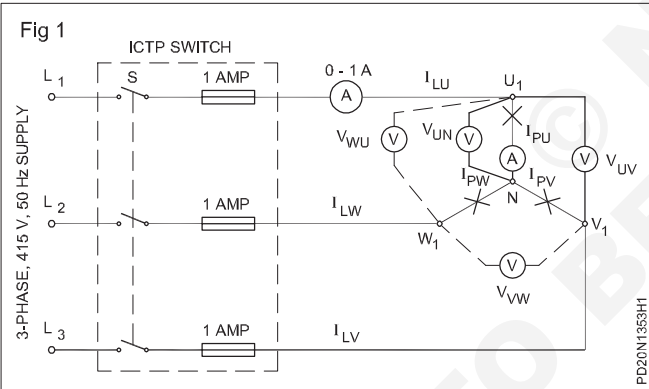 Fig 1
ICTP SWITCH
L1
S
1 AMP
0 - 1 A
A
ILU
U1
VWU
V
VUN
V
IPU
A
V
VUV
IPW
IPV
N
3-PHASE, 415 V, 50 Hz SUPPLY
L2
1 AMP
ILW
W1
V1
V
VVW
L3
1 AMP
ILV
PD20N1353H1